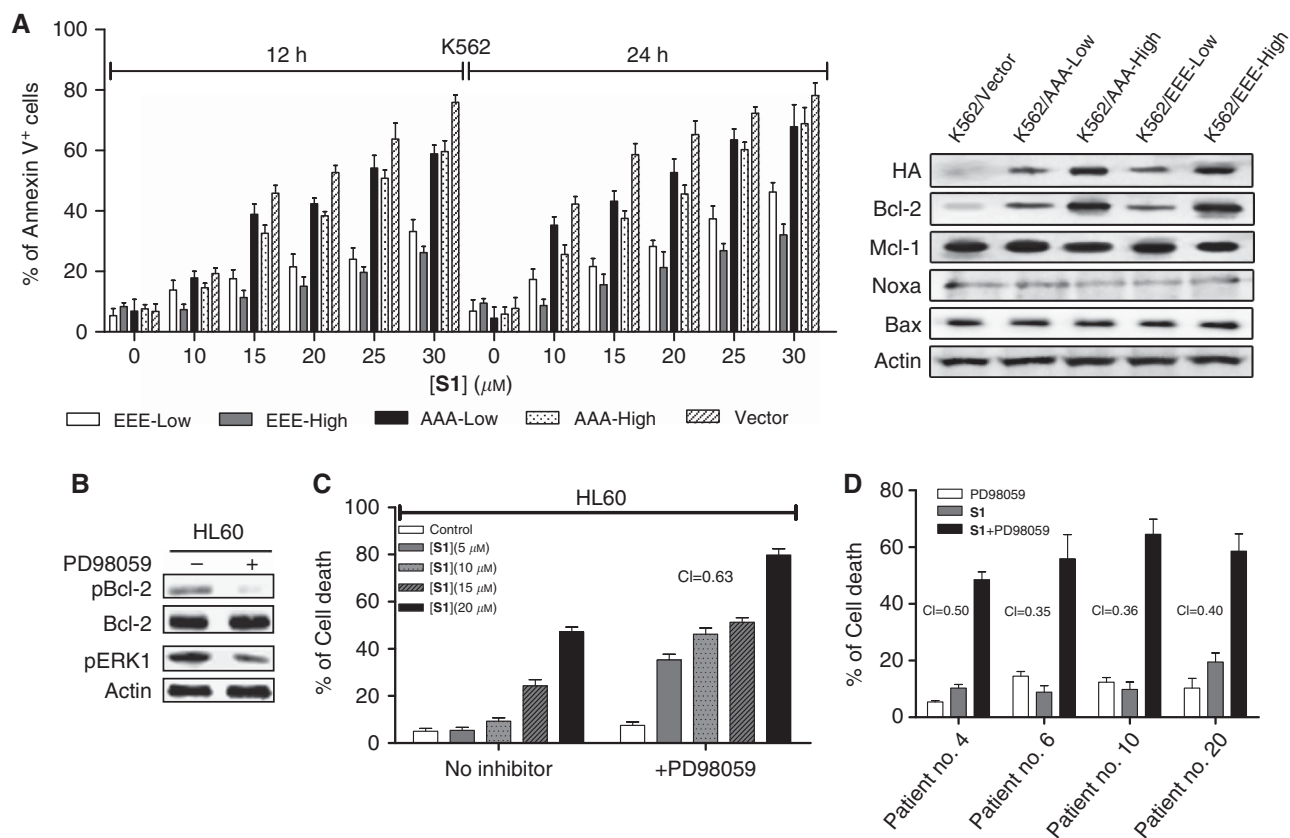 A
K562
12 h
24 h
% of Annexin V+ cells
100
80
60
40
20
0
0 10 15 20 25 30 0 10 15 20 25 30
[S1] (μM)
EEE-Low EEE-High AAA-Low AAA-High Vector
K562/Vector
K562/AAA-Low
K562/AAA-High
K562/EEE-Low
K562/EEE-High
HA
Bcl-2
Mcl-1
Noxa
Bax
Actin
B
HL60
PD98059 − +
pBcl-2
Bcl-2
pERK1
Actin
C
HL60
% of Cell death
100
80
60
40
20
0
Control
[S1](5 μM)
[S1](10 μM)
[S1](15 μM)
[S1](20 μM)
CI=0.63
No inhibitor +PD98059
D
% of Cell death
80
60
40
20
0
PD98059
S1
S1+PD98059
CI=0.50 CI=0.35 CI=0.36 CI=0.40
Patient no. 4
Patient no. 6
Patient no. 10
Patient no. 20